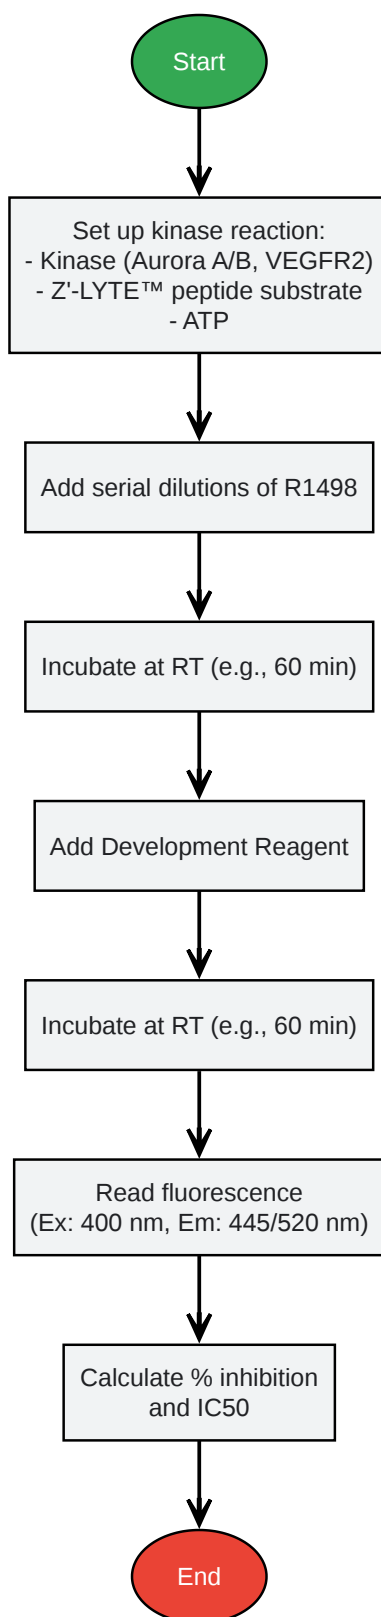 Start
Set up kinase reaction:
- Kinase (Aurora A/B, VEGFR2)
- Z'-LYTE™ peptide substrate
- ATP
Add serial dilutions of R1498
Incubate at RT (e.g., 60 min)
Add Development Reagent
Incubate at RT (e.g., 60 min)
Read fluorescence
(Ex: 400 nm, Em: 445/520 nm)
Calculate % inhibition
and IC50
End